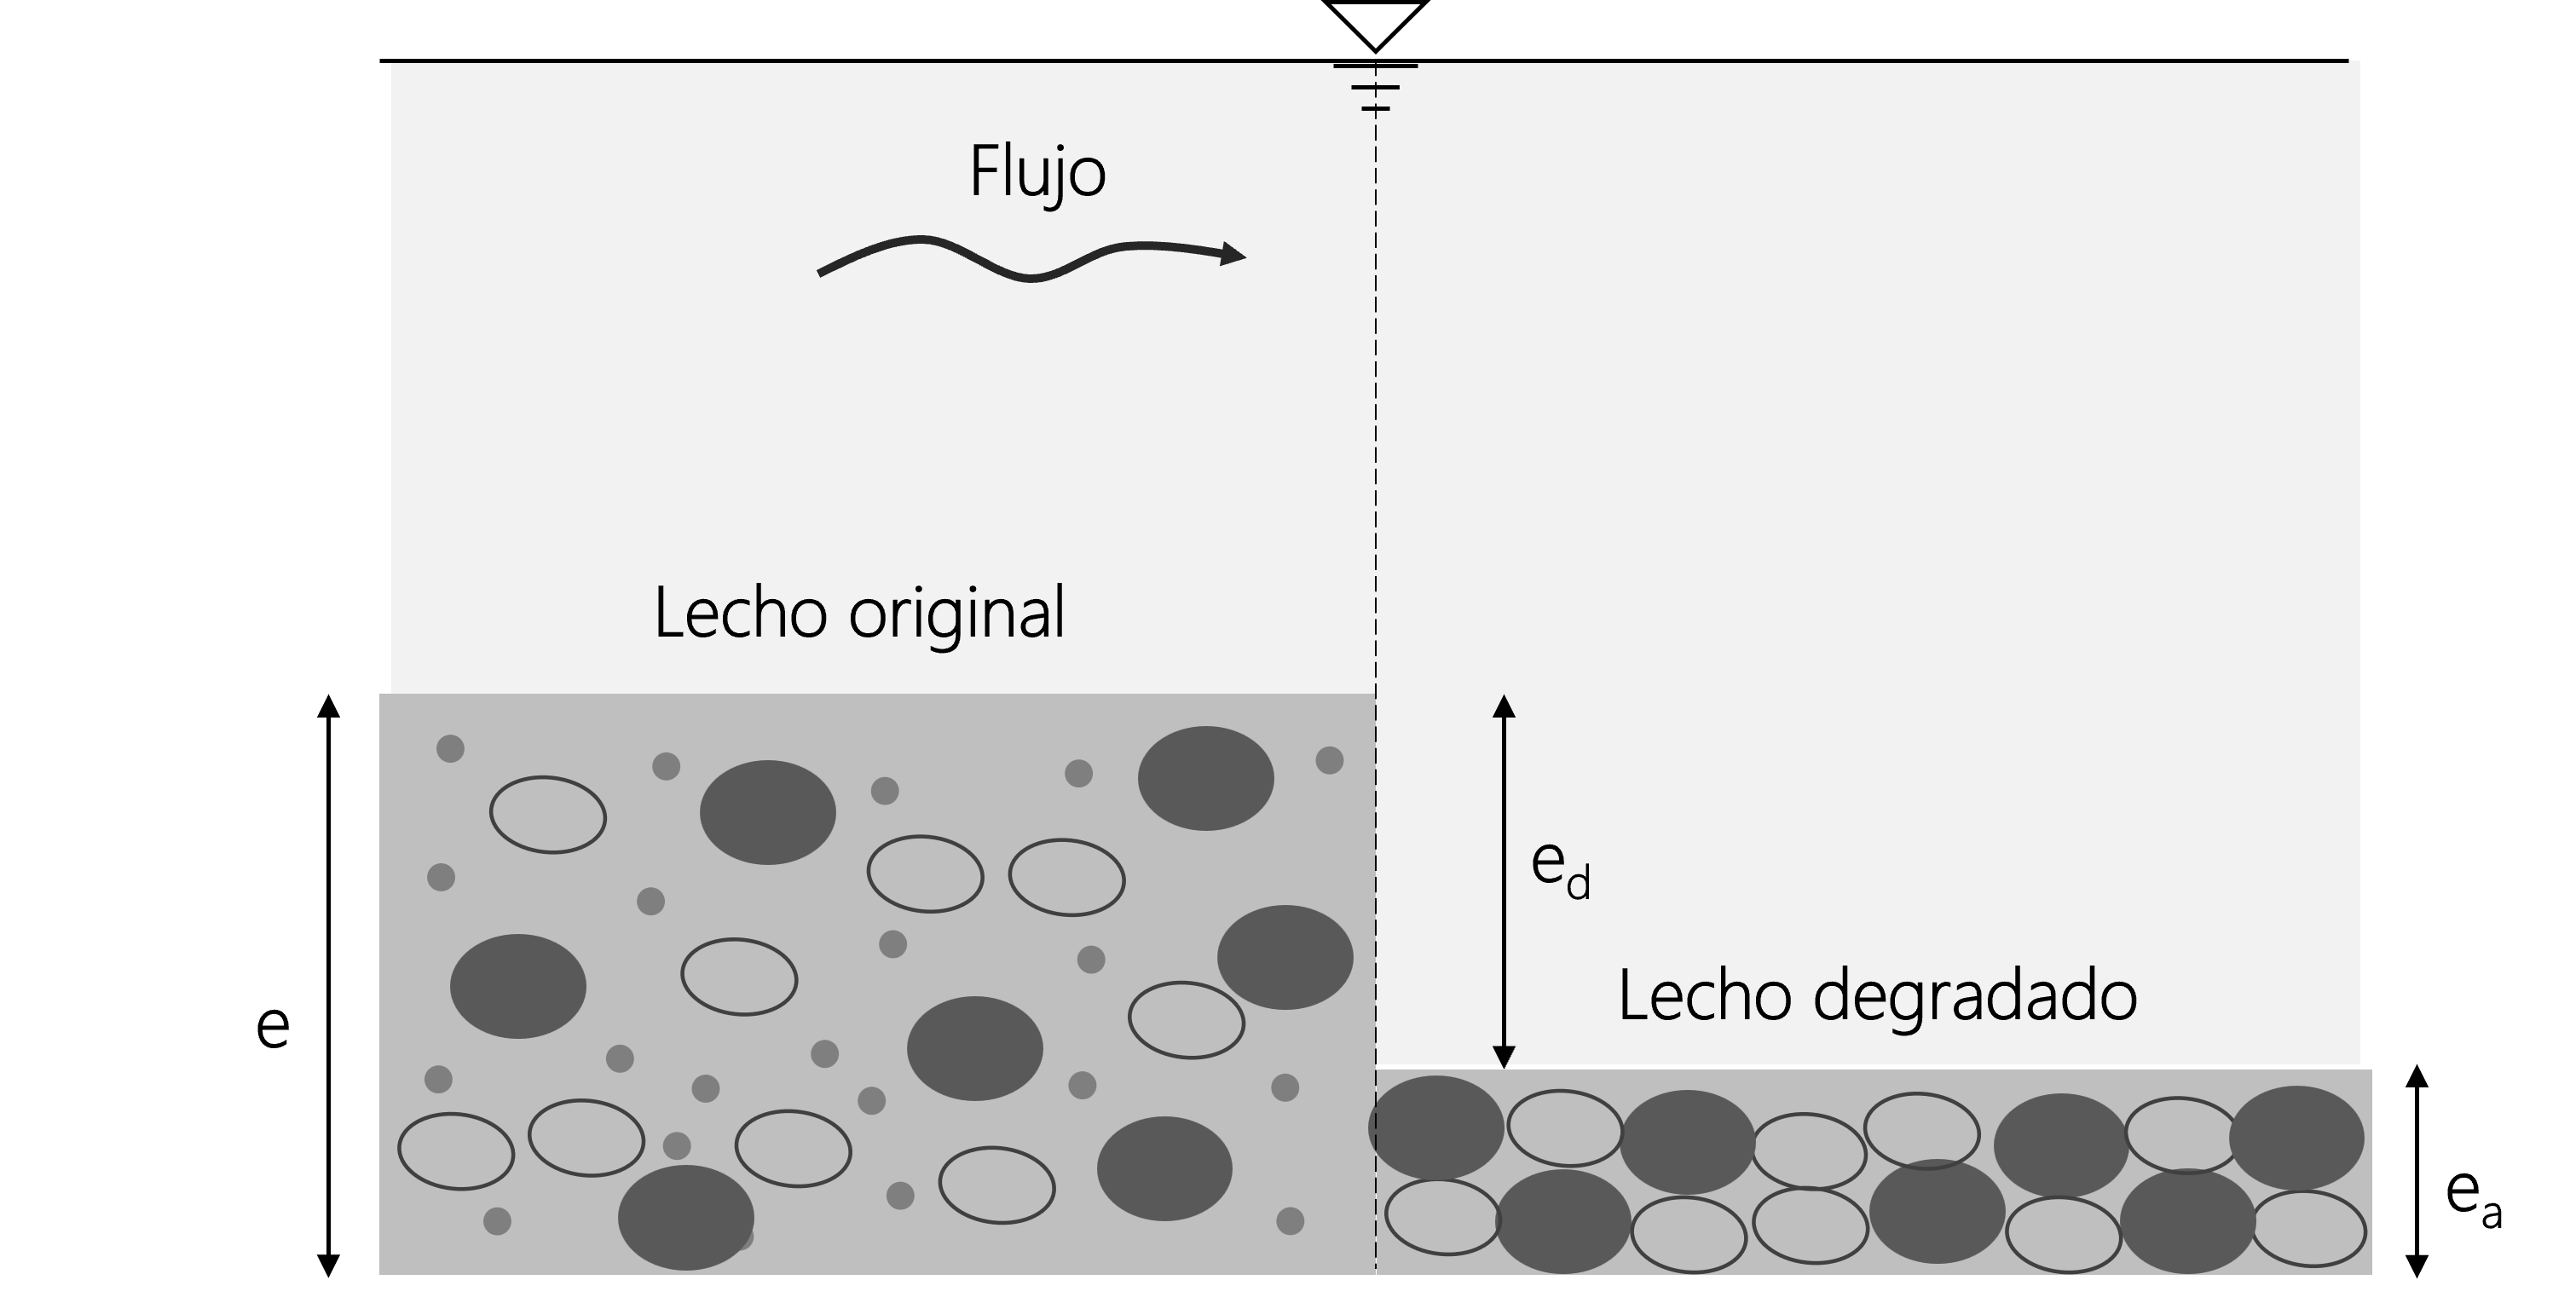 Flujo
Lecho original
e
e_d
Lecho degradado
e_a